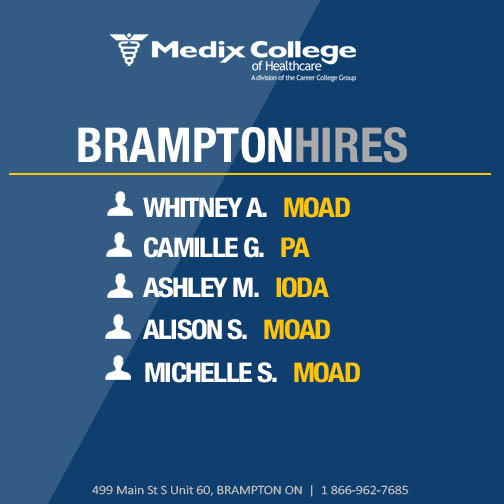 Medix College
of Healthcare
A division of the Career College Group
BRAMPTONHIRES
WHITNEY A. MOAD
CAMILLE G. PA
ASHLEY M. IODA
ALISON S. MOAD
MICHELLE S. MOAD
499 Main St S Unit 60, BRAMPTON ON | 1 866-962-7685